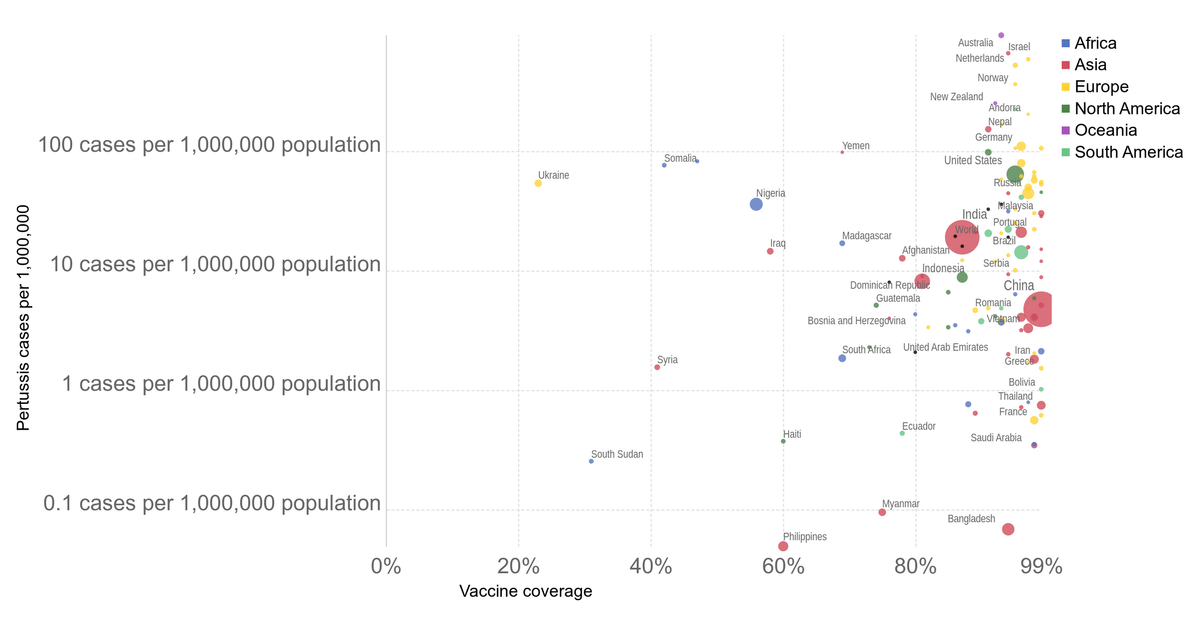 Australia
Israel
Africa
Netherlands
Asia
Norway
Europe
New Zealand
Andorra
North America
Nepal
Oceania
100 cases per 1,000,000 population
Germany
Yemen
Somalia
United States
South America
Ukraine
Russia
Nigeria
Malaysia
India
Portugal
World
Madagascar
Iraq
Brazil
Afghanistan
10 cases per 1,000,000 population
Serbia
Indonesia
Dominican Republic
China
Guatemala
Romania
Bosnia and Herzegovina
Vietnam
South Africa
United Arab Emirates
Iran
Syria
Greece
1 cases per 1,000,000 population
Bolivia
Thailand
France
Ecuador
Haiti
Saudi Arabia
South Sudan
0.1 cases per 1,000,000 population
Myanmar
Bangladesh
Philippines
0%
20%
40%
60%
80%
99%
Vaccine coverage
Pertussis cases per 1,000,000